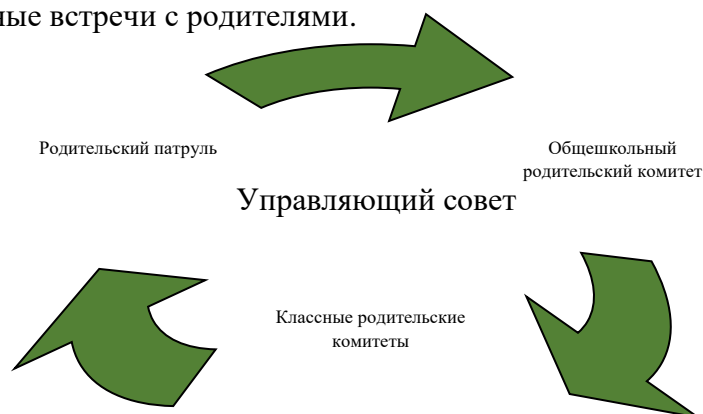 ные встречи с родителями.
Родительский патруль
Общешкольный
родительский комитет
Управляющий совет
Классные родительские
комитеты